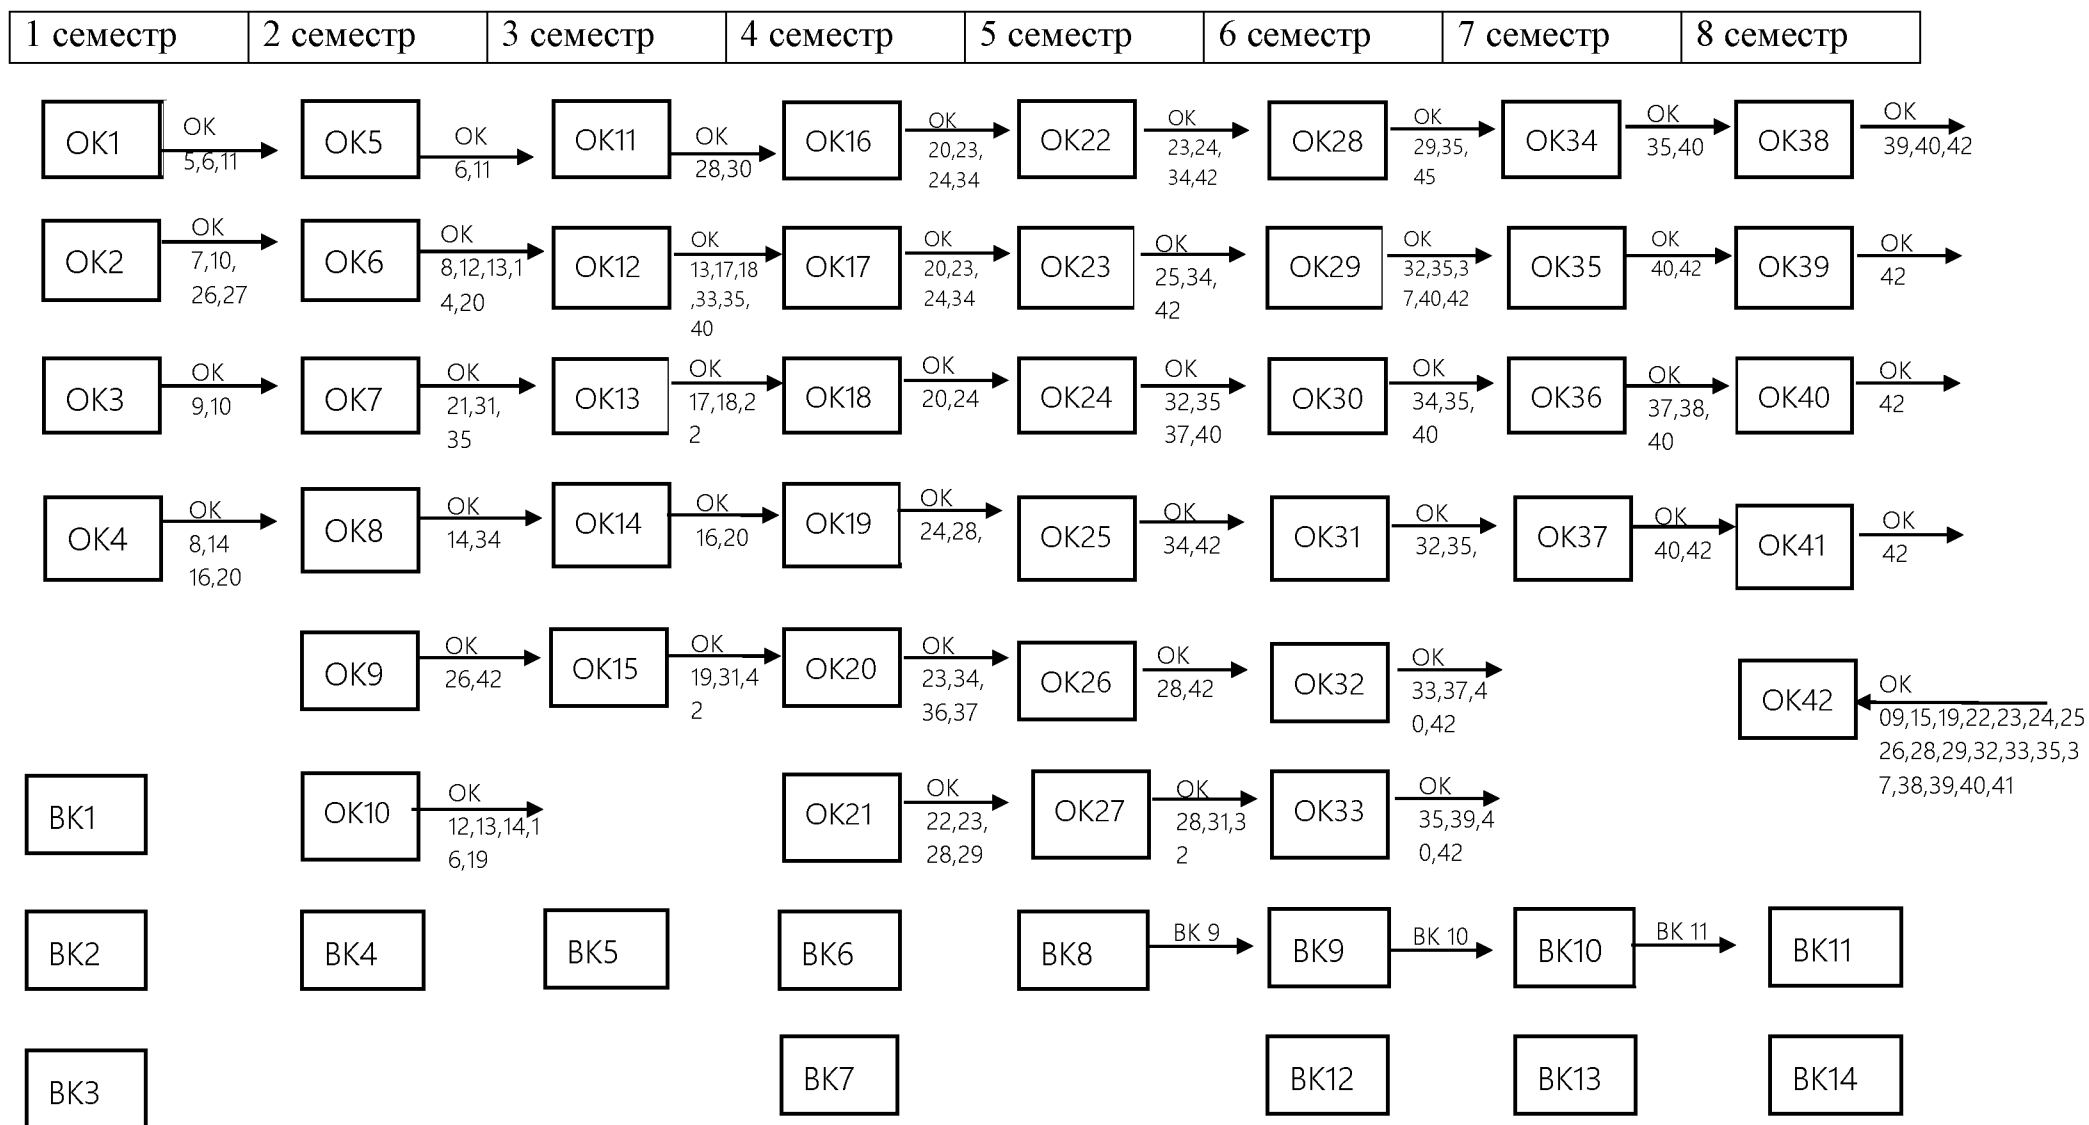 1 семестр 2 семестр 3 семестр 4 семестр 5 семестр 6 семестр 7 семестр 8 семестр
ОК1
ОК
5,6,11
ОК5
ОК
6,11
ОК11
ОК
28,30
ОК16
ОК
20,23,
24,34
ОК22
ОК
23,24,
34,42
ОК28
ОК
29,35,
45
ОК34
ОК
35,40
ОК38
ОК
39,40,42
ОК2
ОК
7,10,
26,27
ОК6
ОК
8,12,13,1
4,20
ОК12
ОК
13,17,18
,33,35,
40
ОК17
ОК
20,23,
24,34
ОК23
ОК
25,34,
42
ОК29
ОК
32,35,3
7,40,42
ОК35
ОК
40,42
ОК39
ОК
42
ОК3
ОК
9,10
ОК7
ОК
21,31,
35
ОК13
ОК
17,18,2
2
ОК18
ОК
20,24
ОК24
ОК
32,35
37,40
ОК30
ОК
34,35,
40
ОК36
ОК
37,38,
40
ОК40
ОК
42
ОК4
ОК
8,14
16,20
ОК8
ОК
14,34
ОК14
ОК
16,20
ОК19
ОК
24,28,
ОК25
ОК
34,42
ОК31
ОК
32,35,
ОК37
ОК
40,42
ОК41
ОК
42
ОК9
ОК
26,42
ОК15
ОК
19,31,4
2
ОК20
ОК
23,34,
36,37
ОК26
ОК
28,42
ОК32
ОК
33,37,4
0,42
ОК42
ОК
09,15,19,22,23,24,25
26,28,29,32,33,35,3
7,38,39,40,41
ВК1
ОК10
ОК
12,13,14,1
6,19
ОК21
ОК
22,23,
28,29
ОК27
ОК
28,31,3
2
ОК33
ОК
35,39,4
0,42
ВК2
ВК4
ВК5
ВК6
ВК8
ВК 9
ВК9
ВК 10
ВК10
ВК 11
ВК11
ВК3
ВК7
ВК12
ВК13
ВК14